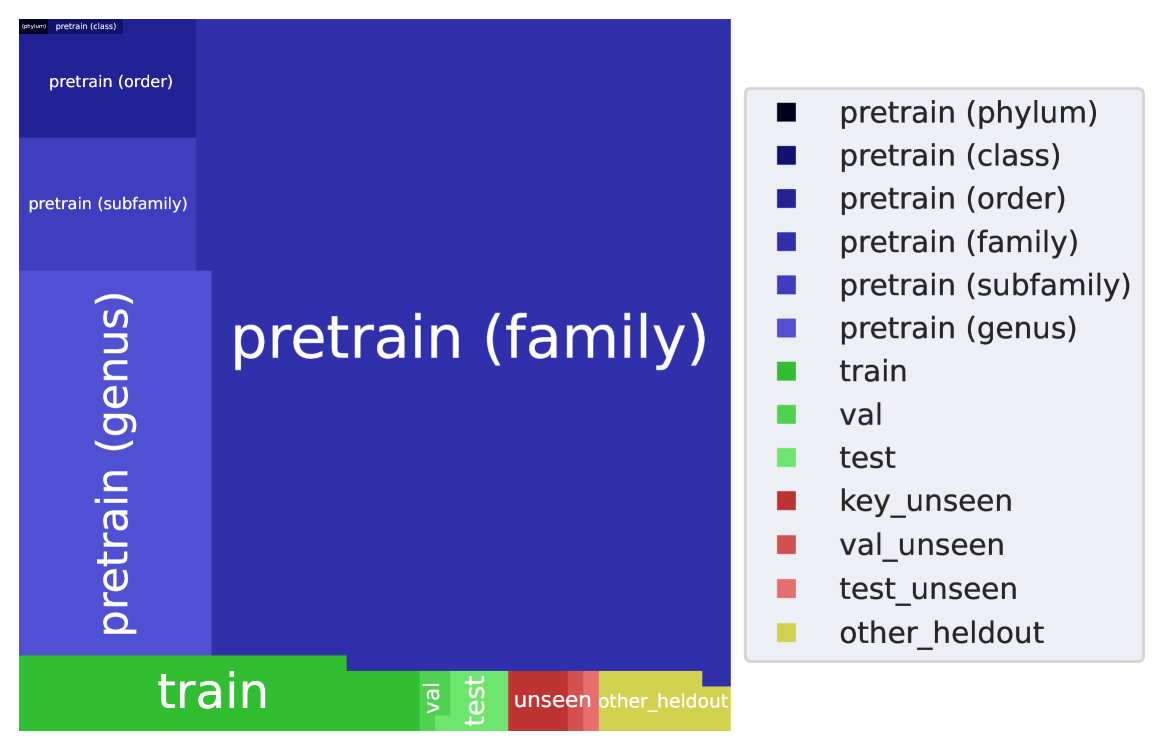 (phylum)
pretrain (class)
pretrain (order)
pretrain (subfamily)
pretrain (genus)
pretrain (family)
train
val
test
unseen
other_heldout
pretrain (phylum)
pretrain (class)
pretrain (order)
pretrain (family)
pretrain (subfamily)
pretrain (genus)
train
val
test
key_unseen
val_unseen
test_unseen
other_heldout